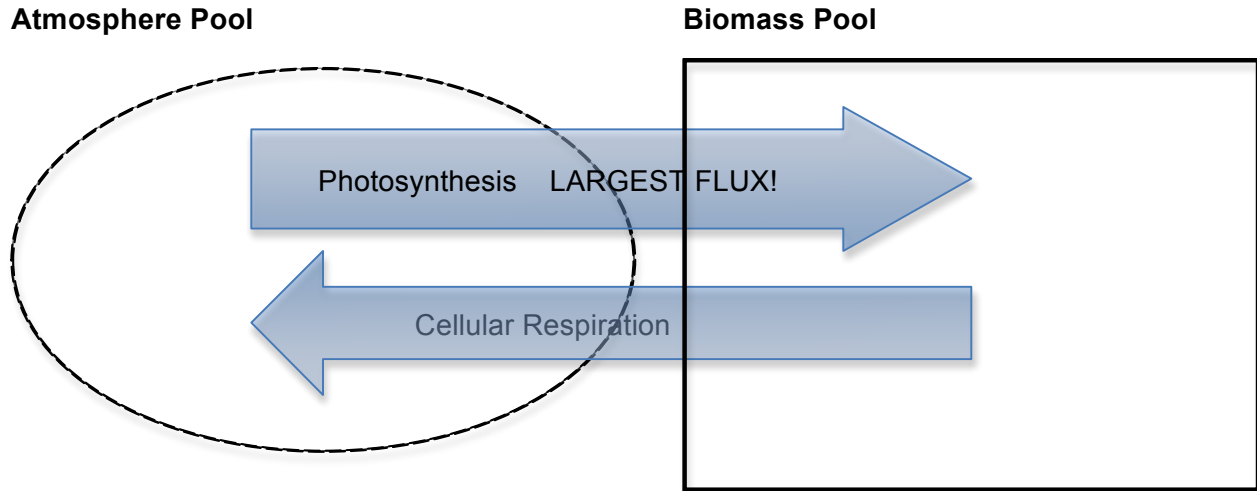 Atmosphere Pool
Biomass Pool
Photosynthesis LARGEST FLUX!
Cellular Respiration